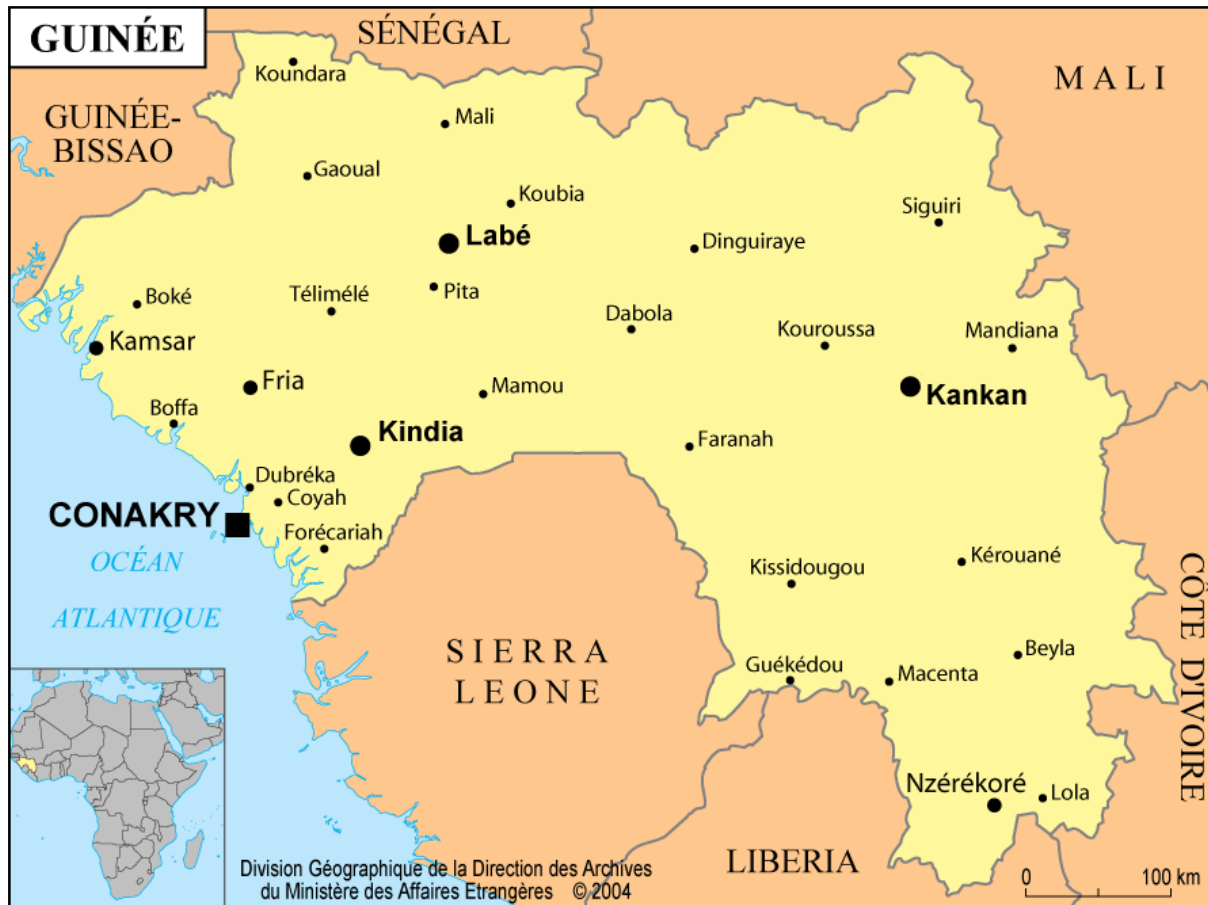 GUINÉE
SÉNÉGAL
MALI
GUINÉE-
BISSAO
Koundara
Mali
Gaoual
Koubia
Siguiri
Labé
Dinguiraye
Boké
Télimélé
Pita
Dabola
Kouroussa
Mandiana
Kamsar
Fria
Mamou
Kankan
Boffa
Kindia
Faranah
Dubréka
Coyah
CONAKRY
Forécariah
OCÉAN
ATLANTIQUE
Kissidougou
Kérouané
CÔTE D'IVOIRE
SIERRA
LEONE
Guékédou
Macenta
Beyla
Nzérékoré
Lola
LIBERIA
Division Géographique de la Direction des Archives
du Ministère des Affaires Etrangères © 2004
0 100 km